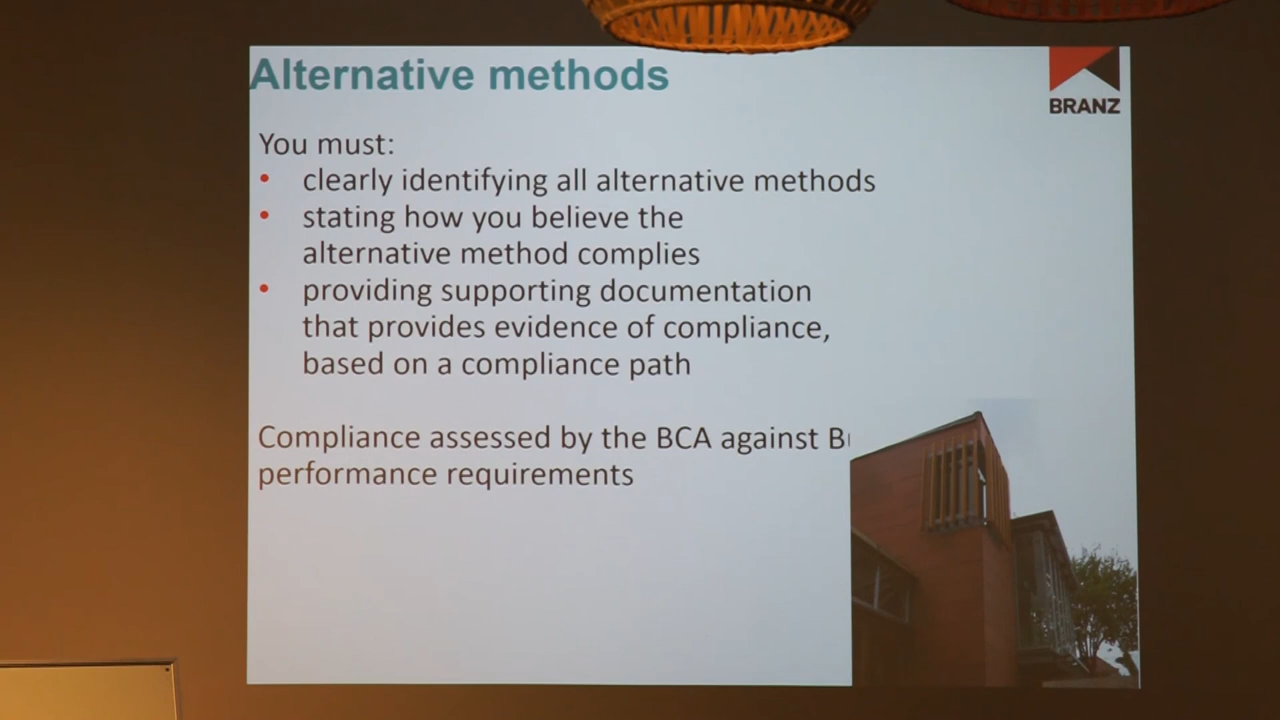 Alternative methods
BRANZ
You must:
• clearly identifying all alternative methods
• stating how you believe the
alternative method complies
• providing supporting documentation
that provides evidence of compliance,
based on a compliance path
Compliance assessed by the BCA against
performance requirements